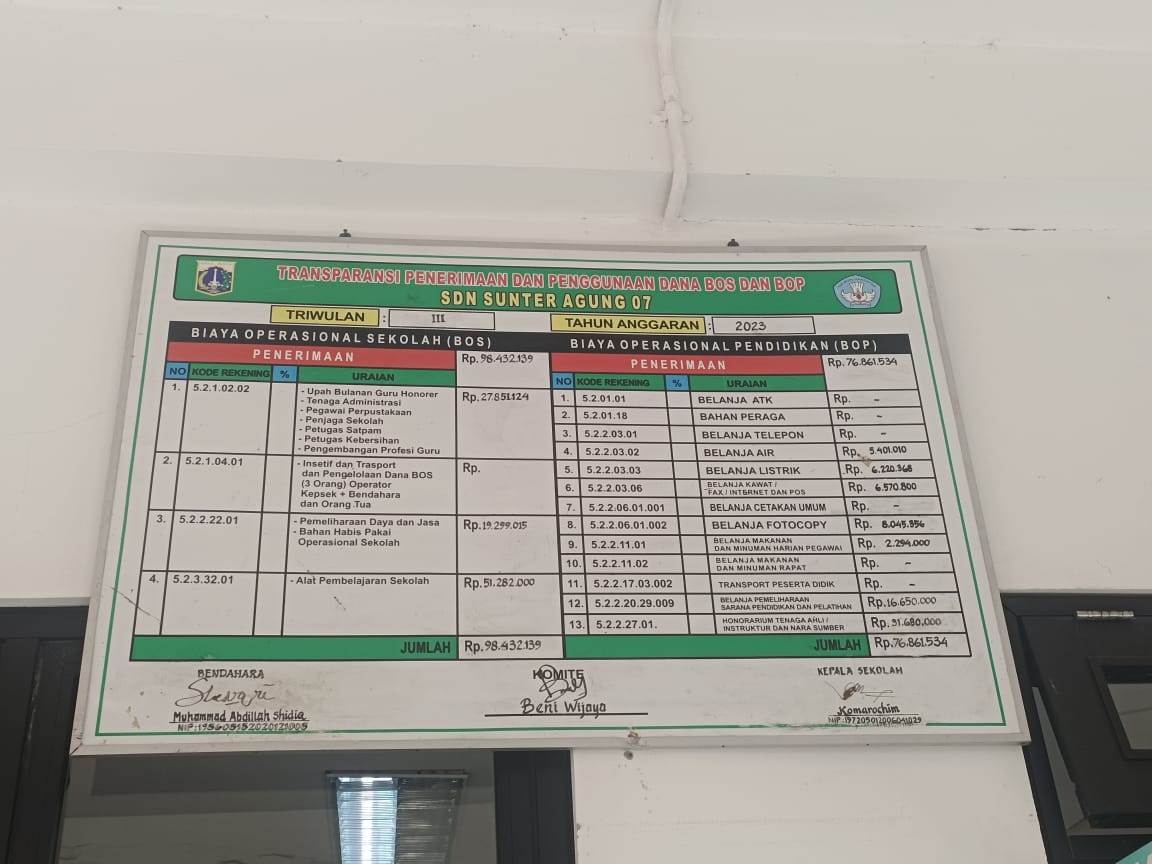 TRANSPARANSI PENERIMAAN DAN PENGGUNAAN DANA BOS DAN BOP
SDN SUNTER AGUNG 07
TRIWULAN : III
TAHUN ANGGARAN : 2023
BIAYA OPERASIONAL SEKOLAH (BOS)
PENERIMAAN Rp. 98.432.139
NO KODE REKENING % URAIAN
1. 5.2.1.02.02 - Upah Bulanan Guru Honorer Rp. 27.851.124
- Tenaga Administrasi
- Pegawai Perpustakaan
- Penjaga Sekolah
- Petugas Satpam
- Petugas Kebersihan
- Pengembangan Profesi Guru
2. 5.2.1.04.01 - Insetif dan Trasport Rp.
dan Pengelolaan Dana BOS
(3 Orang) Operator
Kepsek + Bendahara
dan Orang Tua
3. 5.2.2.22.01 - Pemeliharaan Daya dan Jasa Rp. 19.299.015
- Bahan Habis Pakai
Operasional Sekolah
4. 5.2.3.32.01 - Alat Pembelajaran Sekolah Rp. 51.282.000
JUMLAH Rp. 98.432.139
BIAYA OPERASIONAL PENDIDIKAN (BOP)
PENERIMAAN Rp. 76.861.534
NO KODE REKENING % URAIAN
1. 5.2.01.01 BELANJA ATK Rp. -
2. 5.2.01.18 BAHAN PERAGA Rp. -
3. 5.2.2.03.01 BELANJA TELEPON Rp. -
4. 5.2.2.03.02 BELANJA AIR Rp. 5.401.010
5. 5.2.2.03.03 BELANJA LISTRIK Rp. 6.220.368
6. 5.2.2.03.06 BELANJA KAWAT / Rp. 6.570.800
FAX / INTERNET DAN POS
7. 5.2.2.06.01.001 BELANJA CETAKAN UMUM Rp. -
8. 5.2.2.06.01.002 BELANJA FOTOCOPY Rp. 8.045.356
9. 5.2.2.11.01 BELANJA MAKANAN Rp. 2.294.000
DAN MINUMAN HARIAN PEGAWAI
10. 5.2.2.11.02 BELANJA MAKANAN Rp. -
DAN MINUMAN RAPAT
11. 5.2.2.17.03.002 TRANSPORT PESERTA DIDIK Rp. -
12. 5.2.2.20.29.009 BELANJA PEMELIHARAAN Rp. 16.650.000
SARANA PENDIDIKAN DAN PELATIHAN
13. 5.2.2.27.01. HONORARIUM TENAGA AHLI / Rp. 31.680.000
INSTRUKTUR DAN NARA SUMBER
JUMLAH Rp. 76.861.534
BENDAHARA
Muhammad Abdillah Shidiq
NIP :
KOMITE
Beni Wijaya
KEPALA SEKOLAH
Komarochim
NIP :197205012006041029